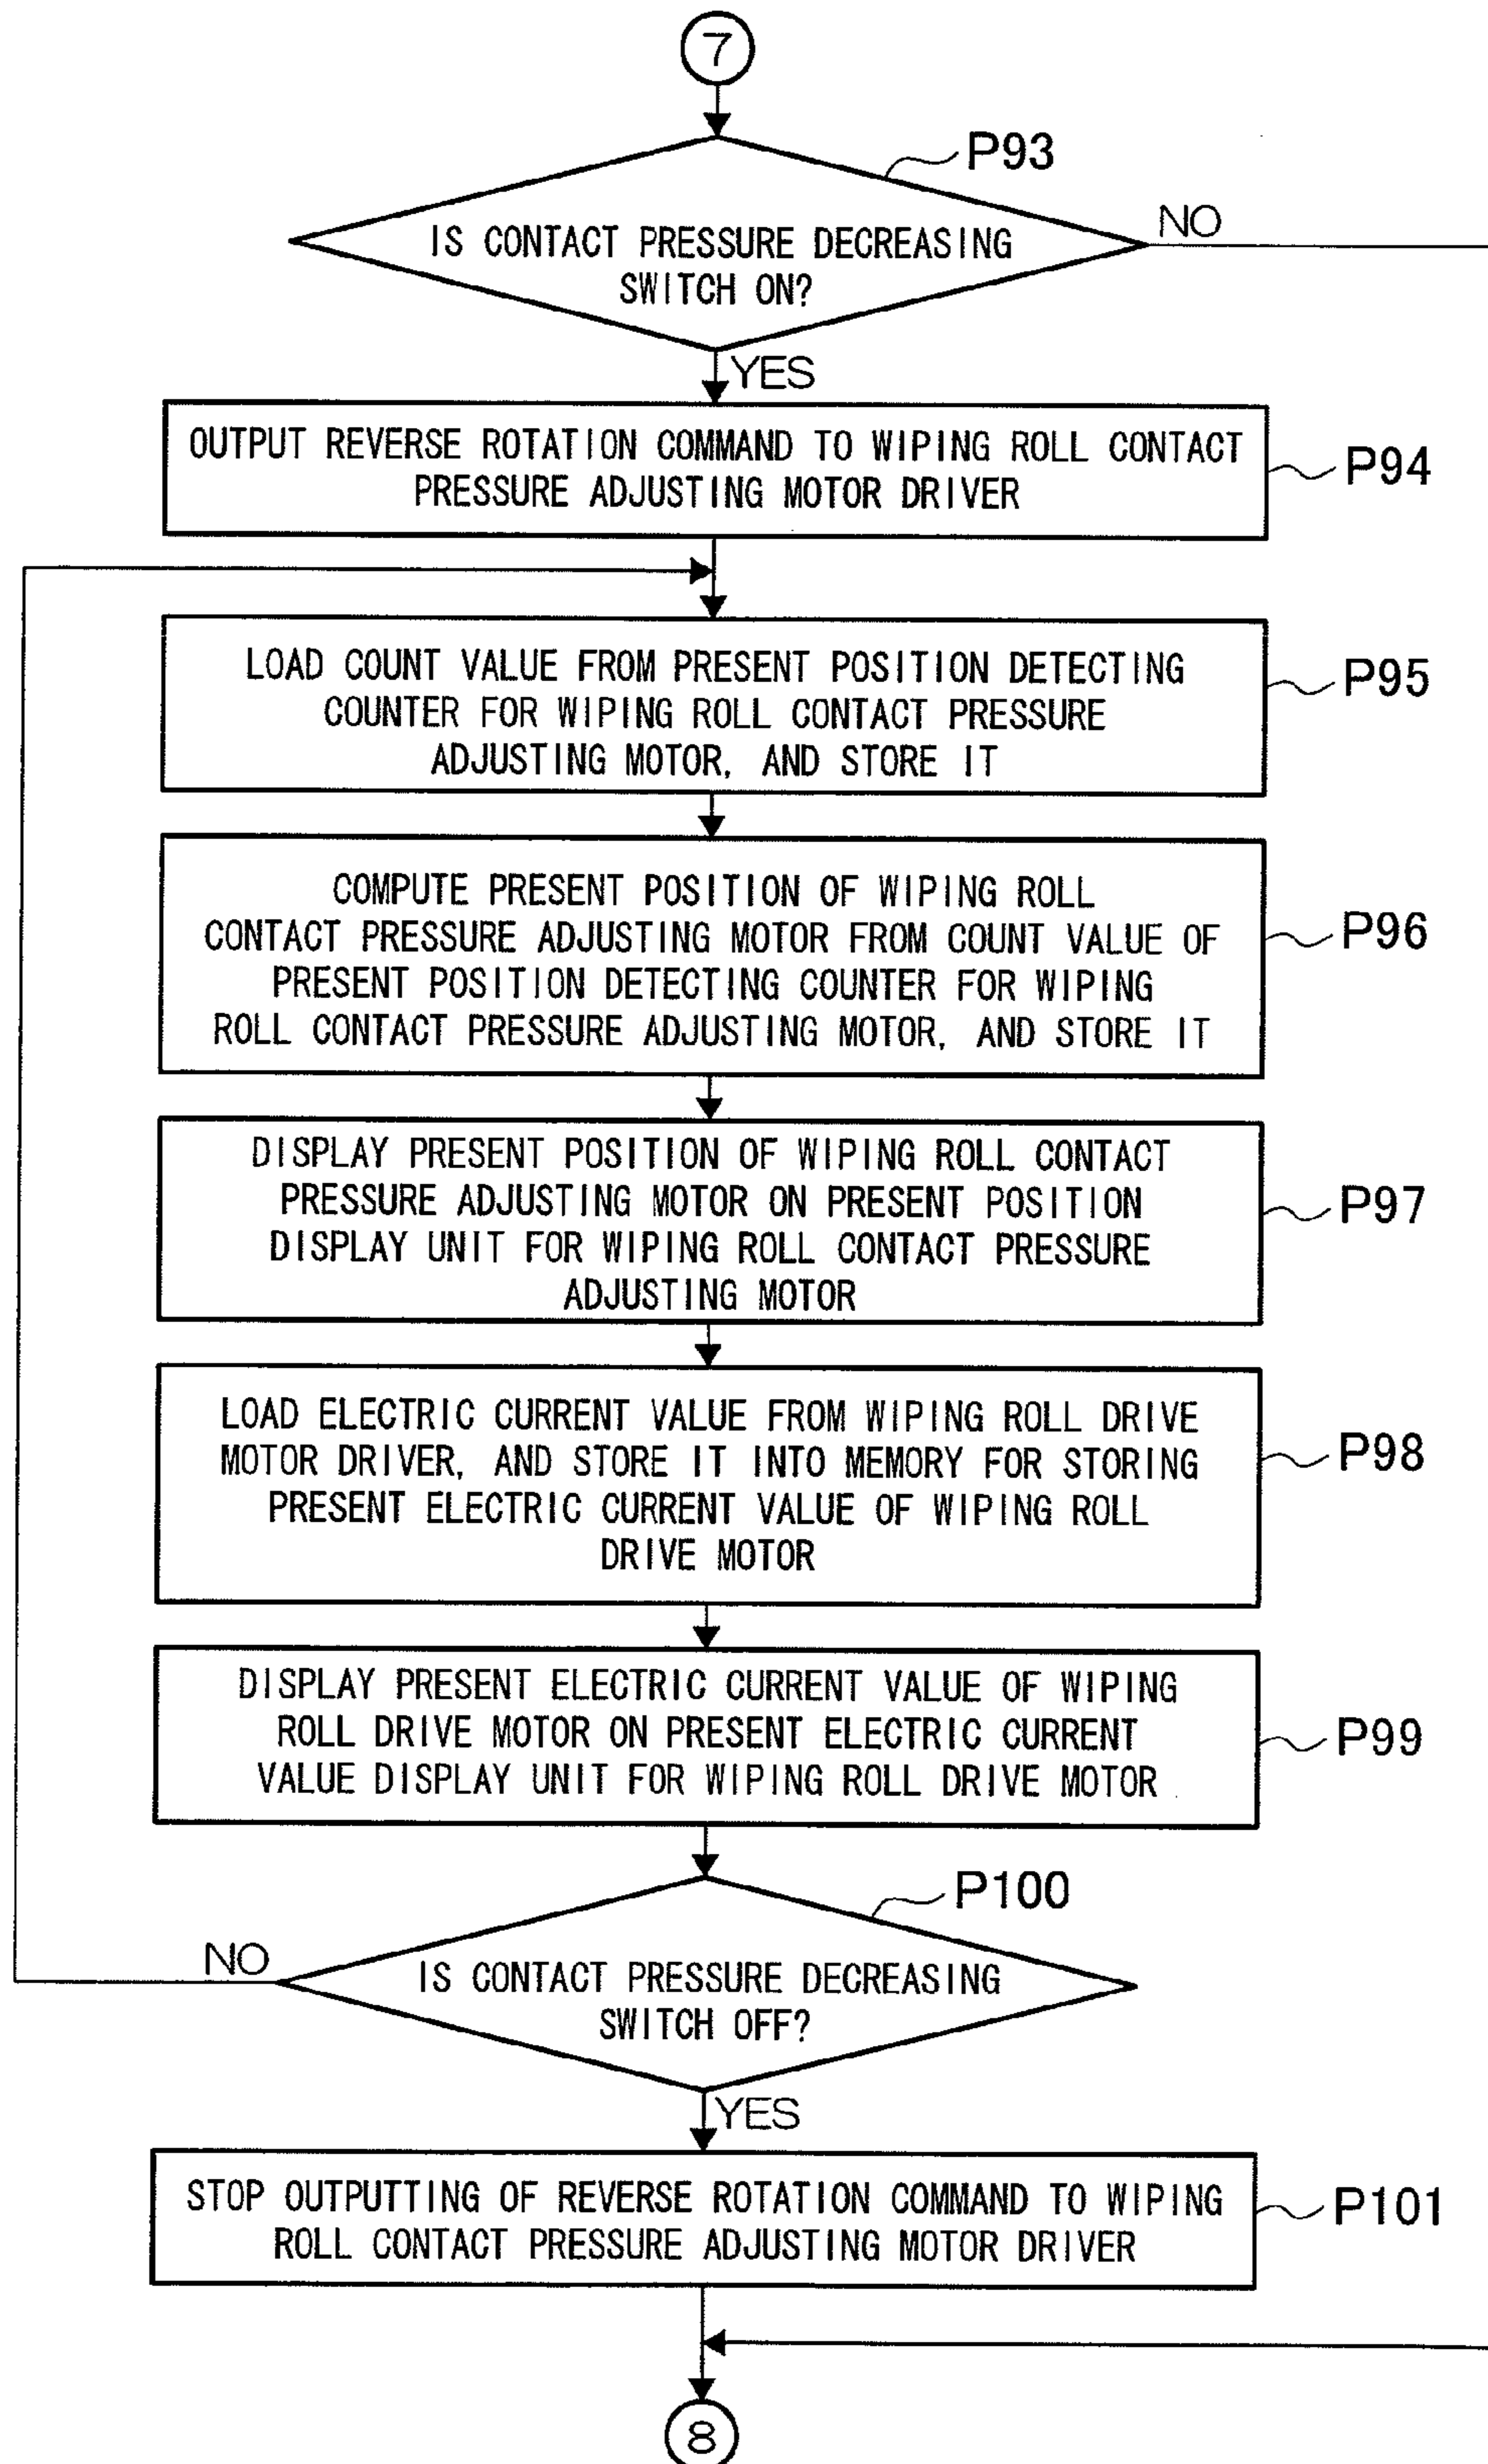 7
P93
IS CONTACT PRESSURE DECREASING
SWITCH ON?
NO
YES
OUTPUT REVERSE ROTATION COMMAND TO WIPING ROLL CONTACT
PRESSURE ADJUSTING MOTOR DRIVER
P94
LOAD COUNT VALUE FROM PRESENT POSITION DETECTING
COUNTER FOR WIPING ROLL CONTACT PRESSURE
ADJUSTING MOTOR, AND STORE IT
P95
COMPUTE PRESENT POSITION OF WIPING ROLL
CONTACT PRESSURE ADJUSTING MOTOR FROM COUNT VALUE OF
PRESENT POSITION DETECTING COUNTER FOR WIPING
ROLL CONTACT PRESSURE ADJUSTING MOTOR, AND STORE IT
P96
DISPLAY PRESENT POSITION OF WIPING ROLL CONTACT
PRESSURE ADJUSTING MOTOR ON PRESENT POSITION
DISPLAY UNIT FOR WIPING ROLL CONTACT PRESSURE
ADJUSTING MOTOR
P97
LOAD ELECTRIC CURRENT VALUE FROM WIPING ROLL DRIVE
MOTOR DRIVER, AND STORE IT INTO MEMORY FOR STORING
PRESENT ELECTRIC CURRENT VALUE OF WIPING ROLL
DRIVE MOTOR
P98
DISPLAY PRESENT ELECTRIC CURRENT VALUE OF WIPING
ROLL DRIVE MOTOR ON PRESENT ELECTRIC CURRENT
VALUE DISPLAY UNIT FOR WIPING ROLL DRIVE MOTOR
P99
P100
NO
IS CONTACT PRESSURE DECREASING
SWITCH OFF?
YES
STOP OUTPUTTING OF REVERSE ROTATION COMMAND TO WIPING
ROLL CONTACT PRESSURE ADJUSTING MOTOR DRIVER
P101
8